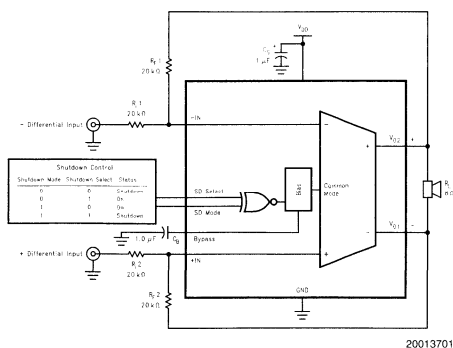 V_DD
C_S +
1 μF
R_F1
20 kΩ
R_i 1
20 kΩ
- Differential Input
-IN
Shutdown Control
Shutdown Mode Shutdown Select Status
0 0 Shutdown
0 1 On
1 0 On
1 1 Shutdown
SD Select
SD Mode
Bias
Common
Mode
-
+
V_O2 +
R_L
V_O1 -
1.0 μF C_B
Bypass
+ Differential Input
+IN
+
R_i 2
20 kΩ
R_F 2
20 kΩ
GND
20013701